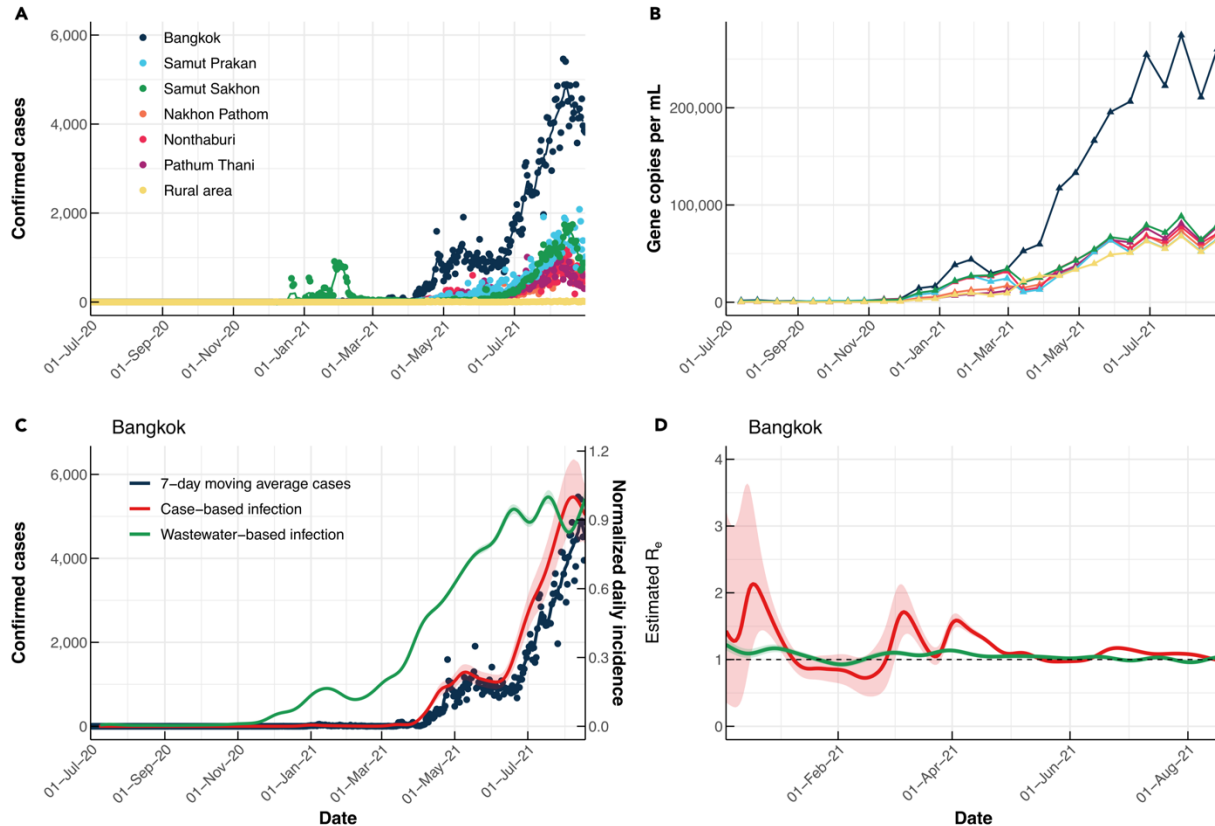 A
Confirmed cases
6,000
4,000
2,000
0
Bangkok
Samut Prakan
Samut Sakhon
Nakhon Pathom
Nonthaburi
Pathum Thani
Rural area
01-Jul-20
01-Sep-20
01-Nov-20
01-Jan-21
01-Mar-21
01-May-21
01-Jul-21
B
Gene copies per mL
200,000
100,000
0
01-Jul-20
01-Sep-20
01-Nov-20
01-Jan-21
01-Mar-21
01-May-21
01-Jul-21
C
Bangkok
Confirmed cases
6,000
4,000
2,000
0
7-day moving average cases
Case-based infection
Wastewater-based infection
1.2
0.9
0.6
0.3
0.0
Normalized daily incidence
01-Jul-20
01-Sep-20
01-Nov-20
01-Jan-21
01-Mar-21
01-May-21
01-Jul-21
Date
D
Bangkok
Estimated Re
4
3
2
1
0
01-Feb-21
01-Apr-21
01-Jun-21
01-Aug-21
Date